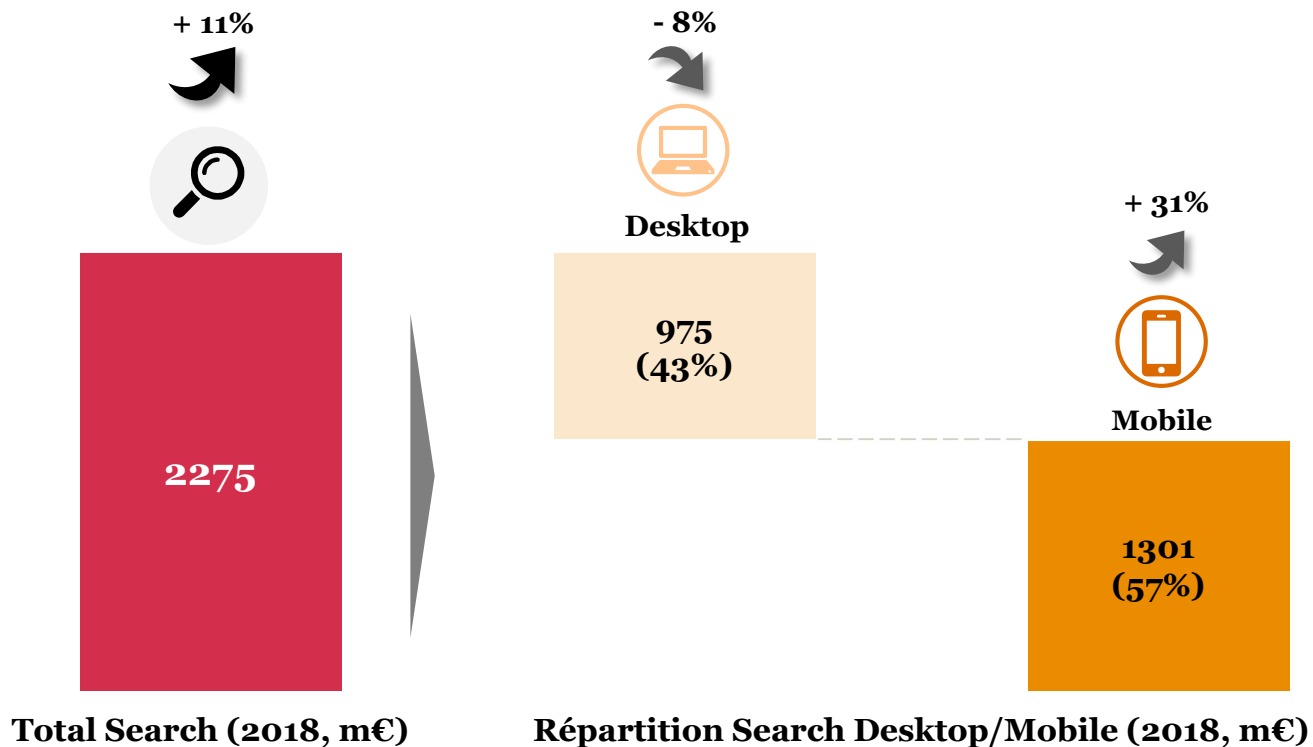 + 11%
- 8%
Desktop
+ 31%
975
(43%)
Mobile
2275
1301
(57%)
Total Search (2018, m€)
Répartition Search Desktop/Mobile (2018, m€)